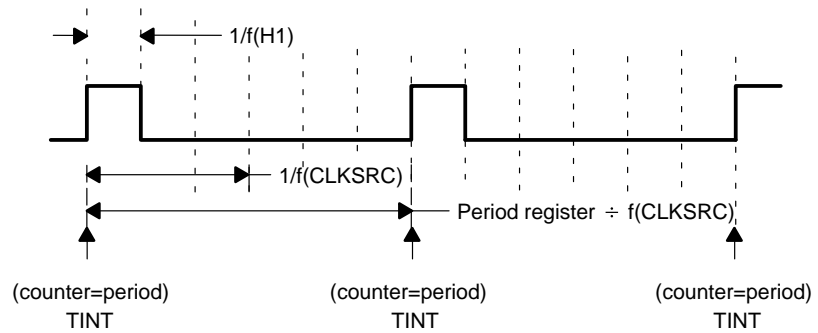 1/f(H1)
1/f(CLKSRC)
Period register ÷ f(CLKSRC)
(counter=period) (counter=period) (counter=period)
TINT TINT TINT